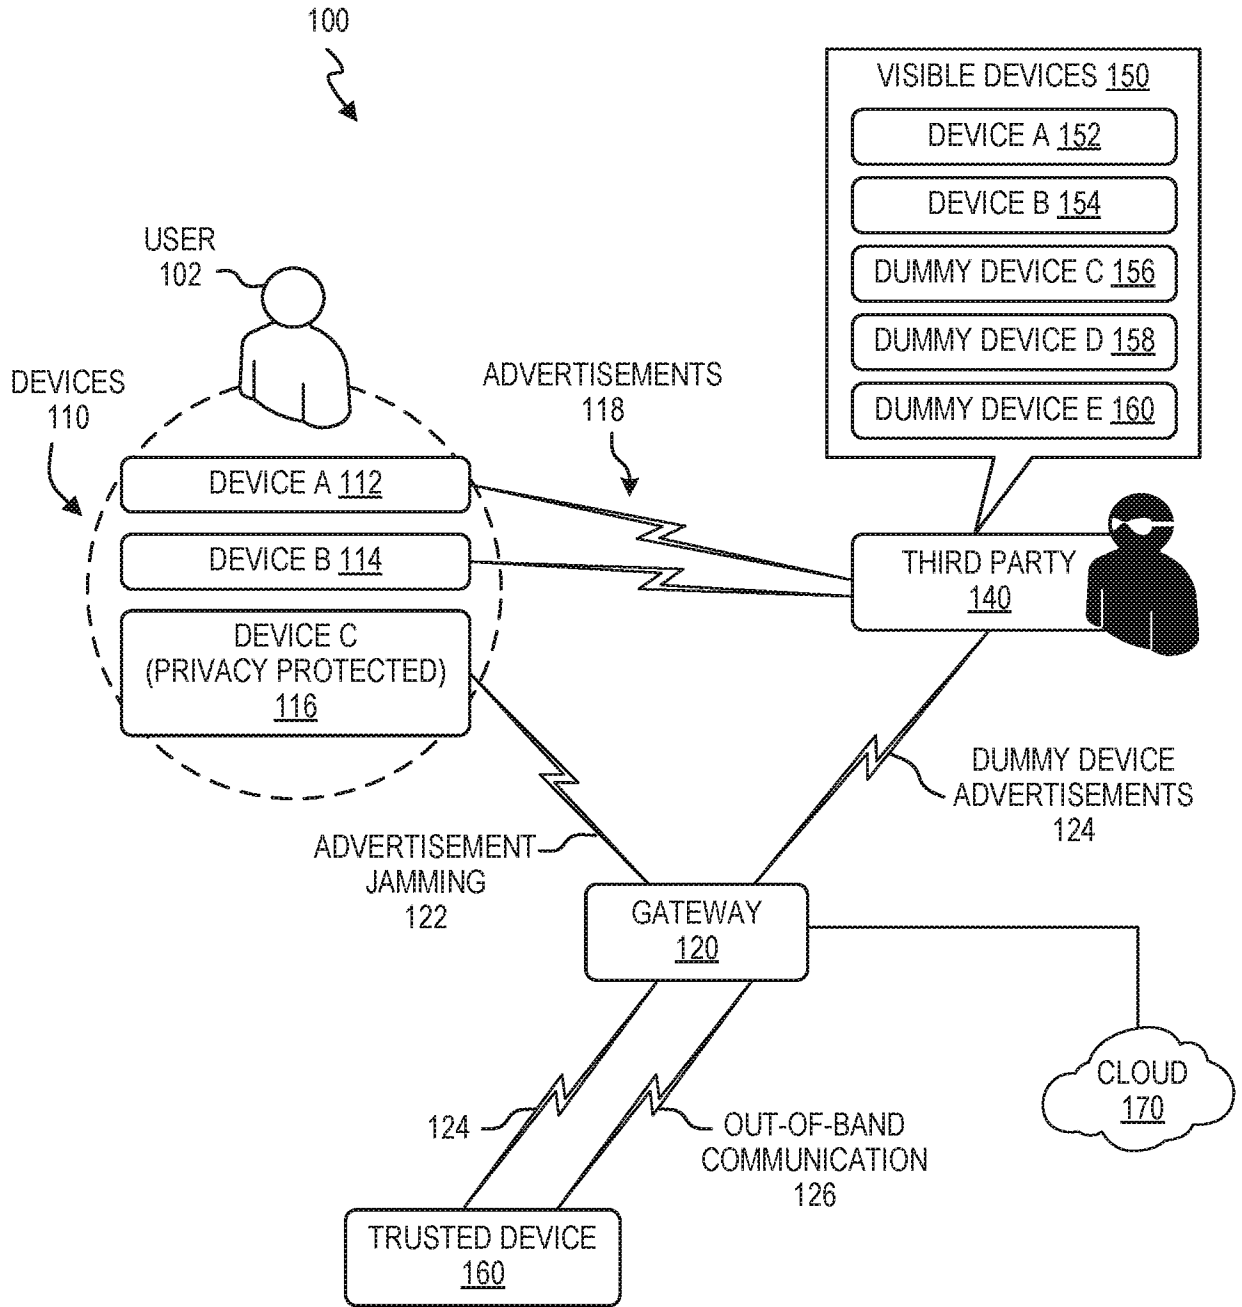 100
VISIBLE DEVICES 150
DEVICE A 152
DEVICE B 154
DUMMY DEVICE C 156
DUMMY DEVICE D 158
DUMMY DEVICE E 160
USER
102
DEVICES
110
ADVERTISEMENTS
118
DEVICE A 112
DEVICE B 114
DEVICE C
(PRIVACY PROTECTED)
116
THIRD PARTY
140
DUMMY DEVICE
ADVERTISEMENTS
124
ADVERTISEMENT
JAMMING
122
GATEWAY
120
CLOUD
170
124
OUT-OF-BAND
COMMUNICATION
126
TRUSTED DEVICE
160